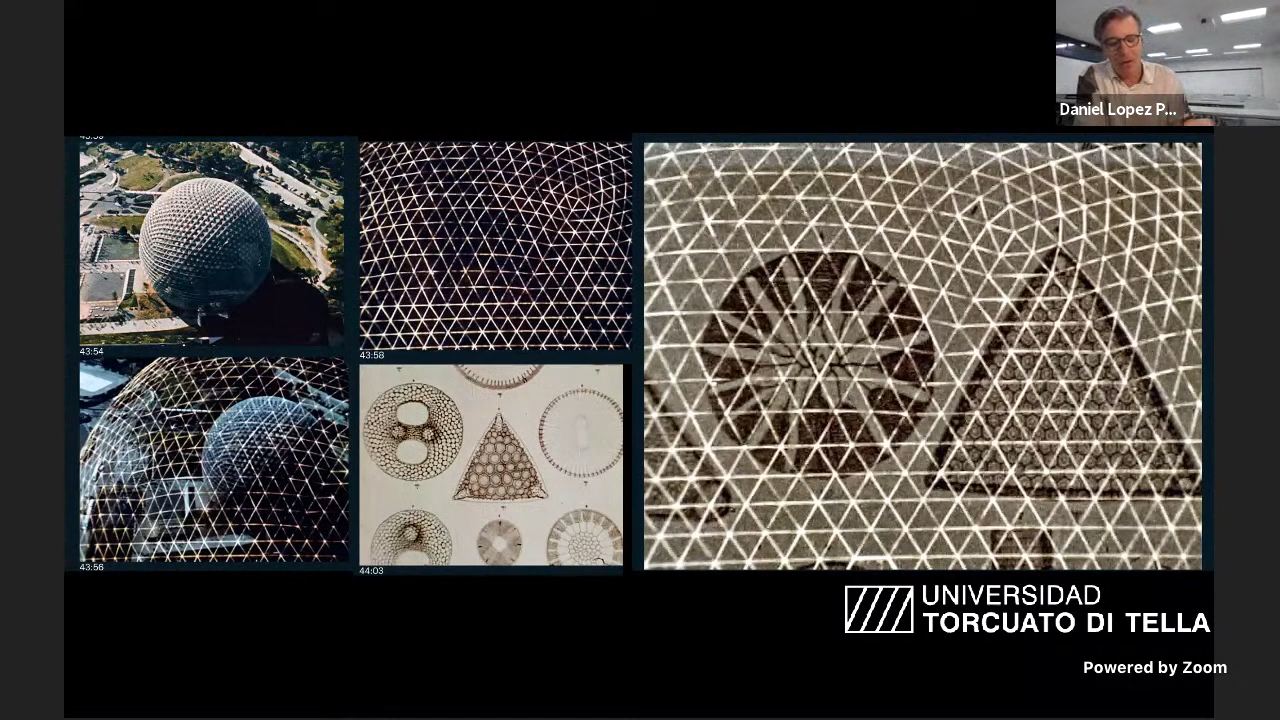 Daniel Lopez P...
43:54
43:58
43:56
44:03
UNIVERSIDAD
TORCUATO DI TELLA
Powered by Zoom